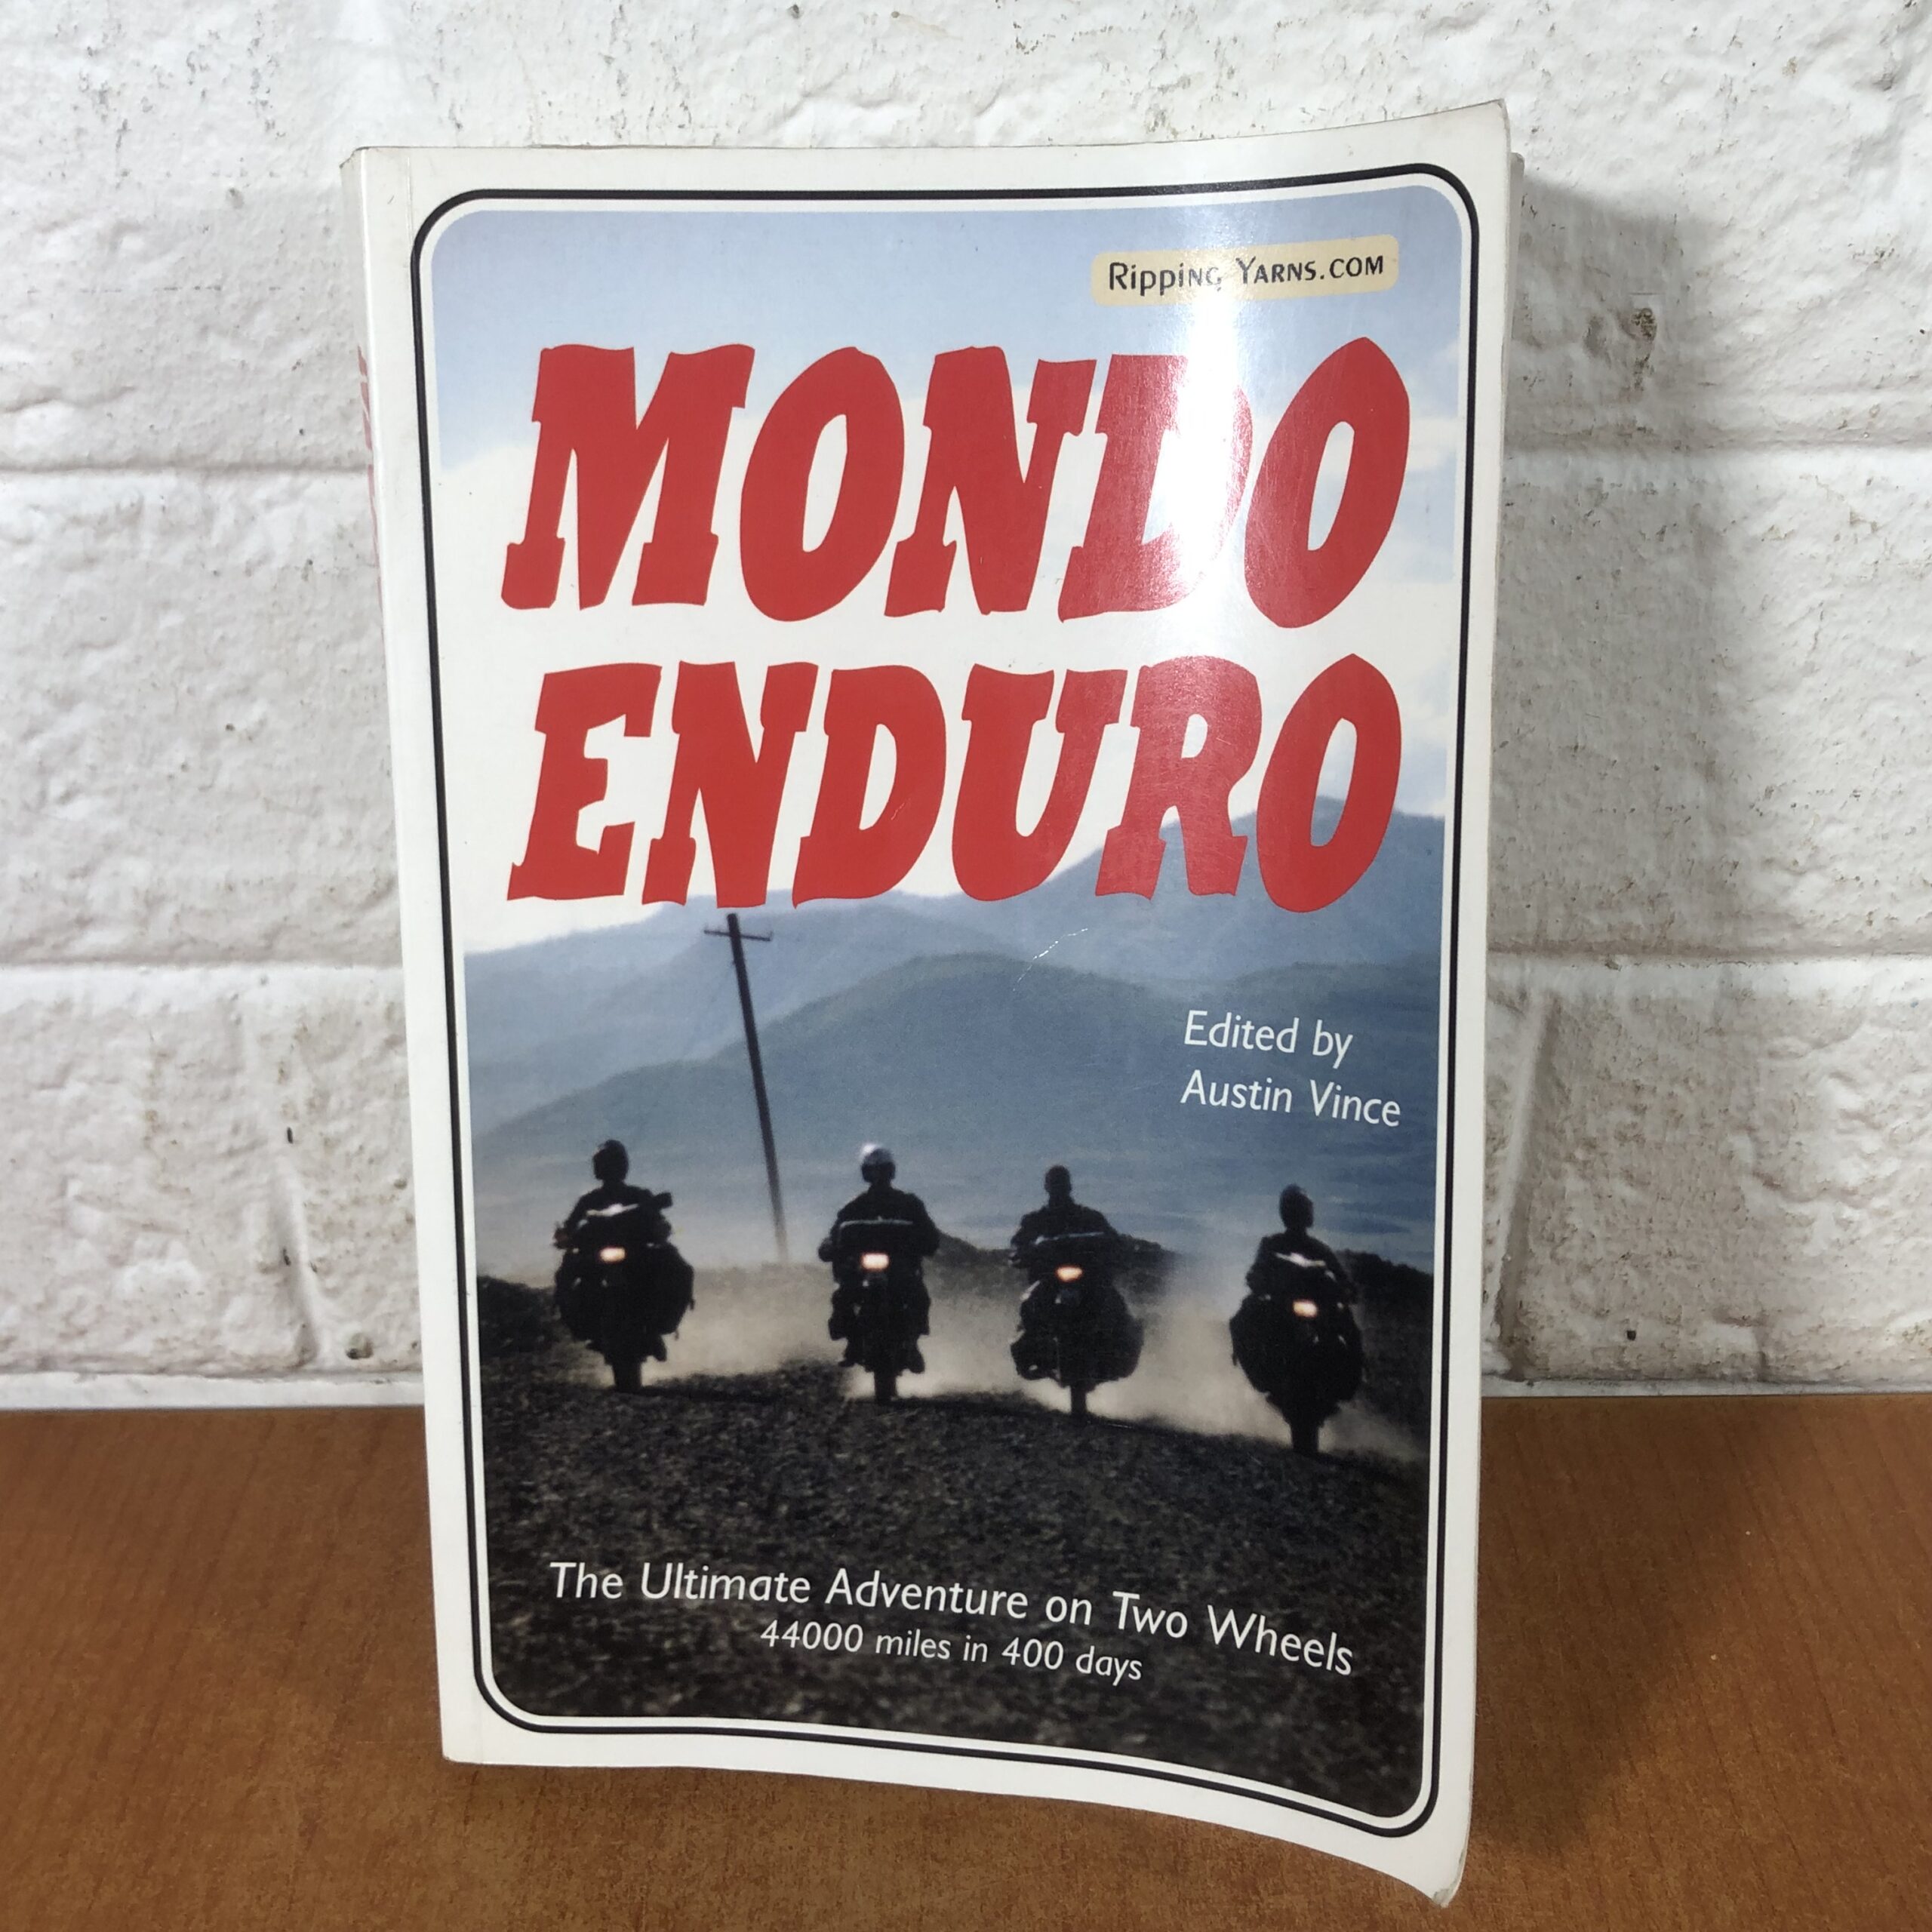 Ripping Yarns.com
MONDO
ENDURO
Edited by
Austin Vince
The Ultimate Adventure on Two Wheels
44000 miles in 400 days